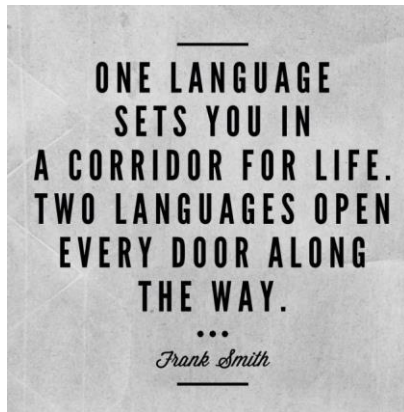 ONE LANGUAGE
SETS YOU IN
A CORRIDOR FOR LIFE.
TWO LANGUAGES OPEN
EVERY DOOR ALONG
THE WAY.
•••
Frank Smith